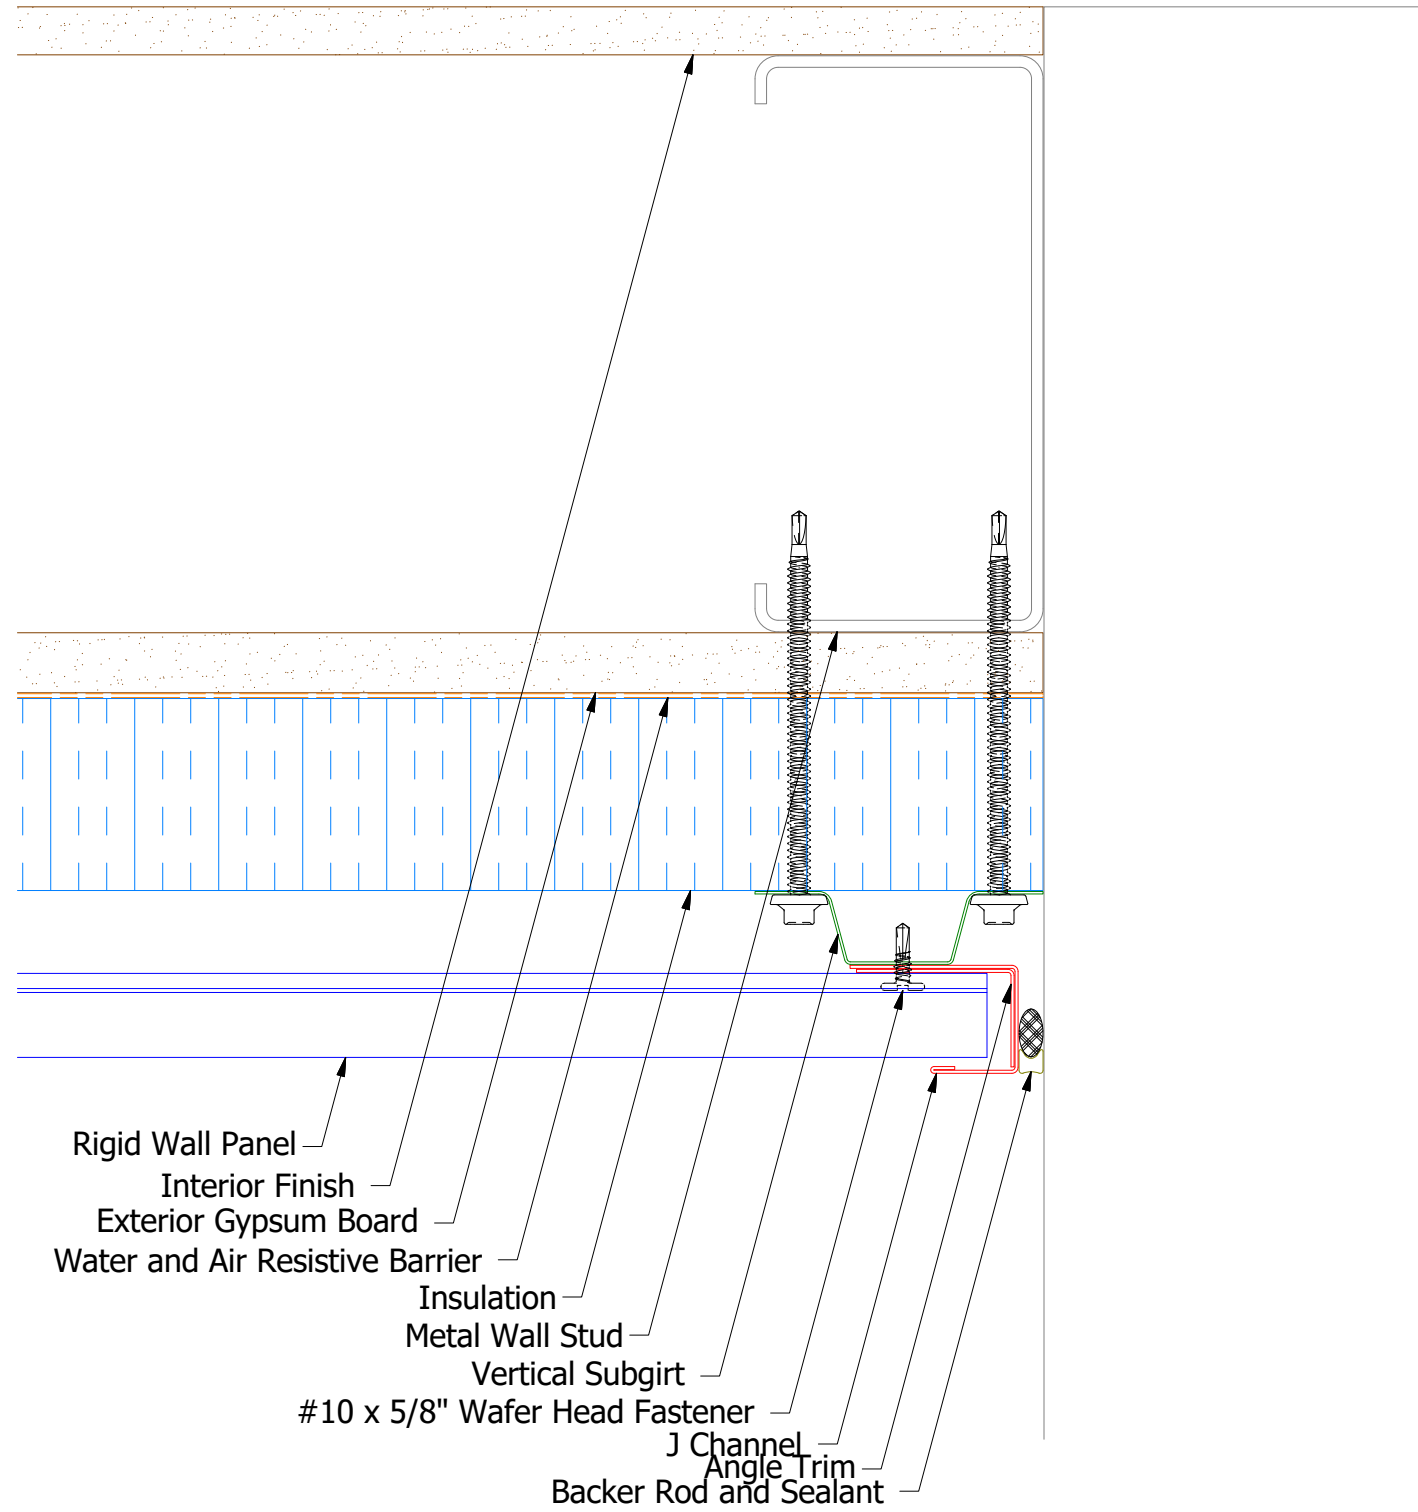 Rigid Wall Panel
Interior Finish
Exterior Gypsum Board
Water and Air Resistive Barrier
Insulation
Metal Wall Stud
Vertical Subgirt
#10 x 5/8" Wafer Head Fastener
J Channel
Angle Trim
Backer Rod and Sealant